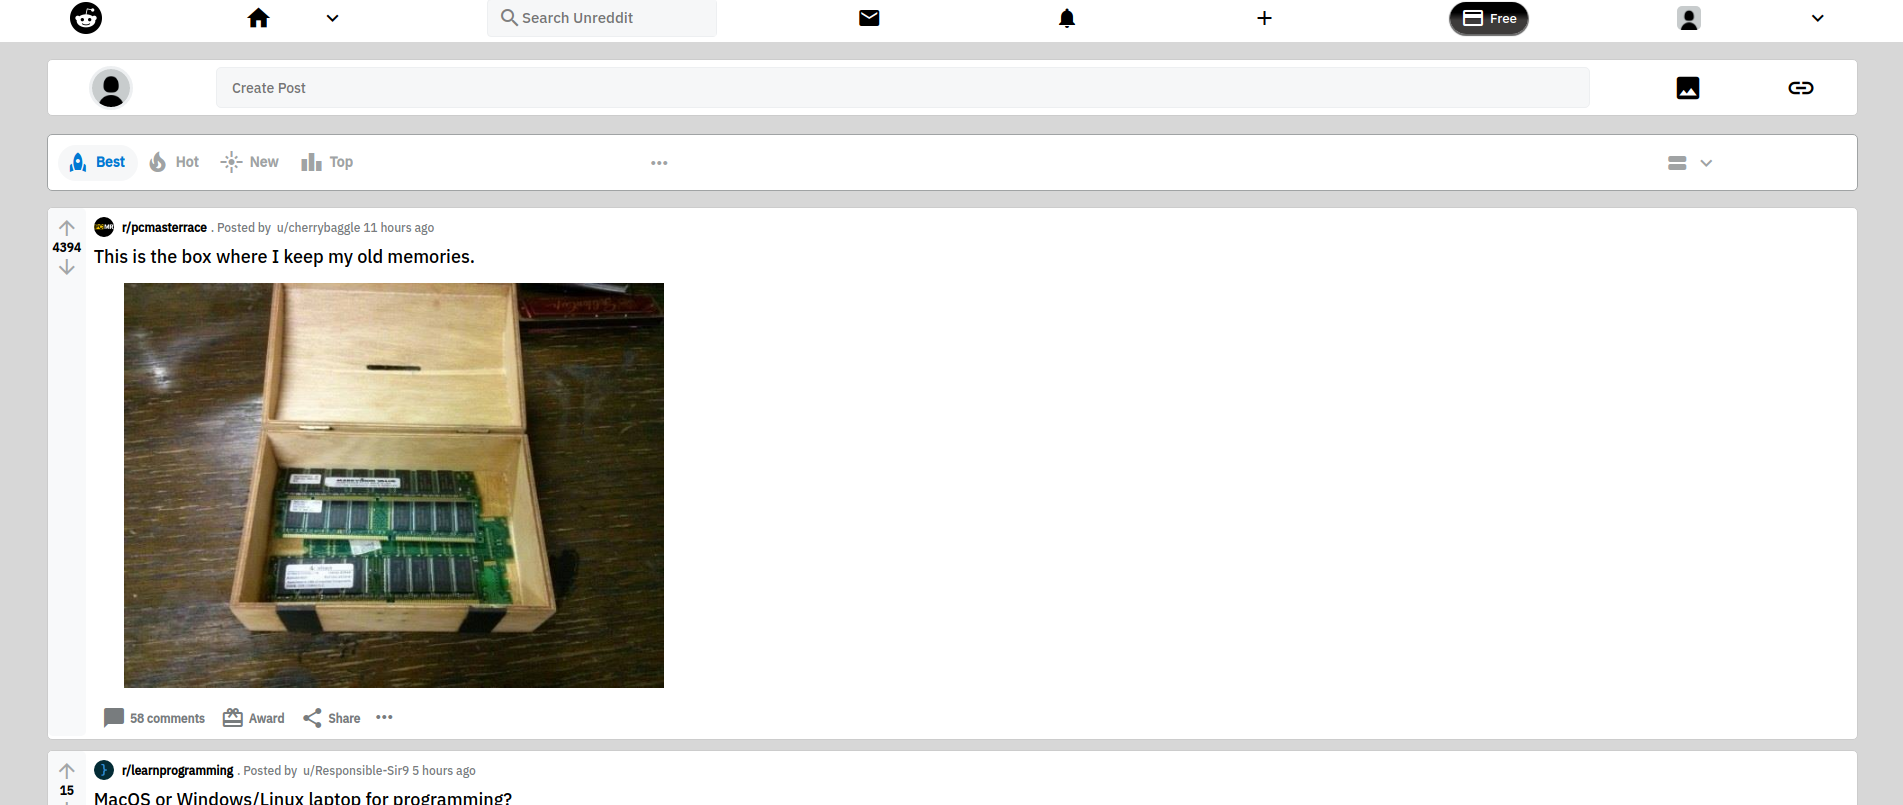 Search Unreddit
Free
Create Post
Best
Hot
New
Top
r/pcmasterrace . Posted by u/cherrybaggle 11 hours ago
4394
This is the box where I keep my old memories.
58 comments
Award
Share
r/learnprogramming . Posted by u/Responsible-Sir9 5 hours ago
15
MacOS or Windows/Linux laptop for programming?